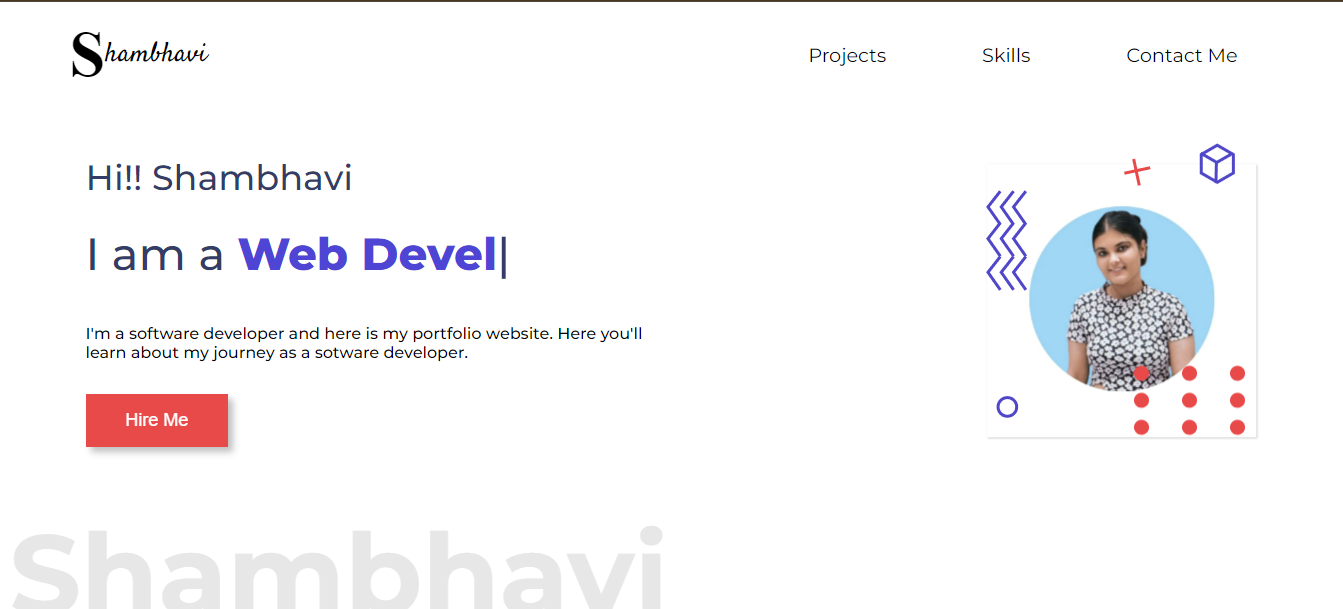 Shambhavi
Projects
Skills
Contact Me
Hi!! Shambhavi
I am a Web Devel|
I'm a software developer and here is my portfolio website. Here you'll
learn about my journey as a sotware developer.
Hire Me
Shambhavi